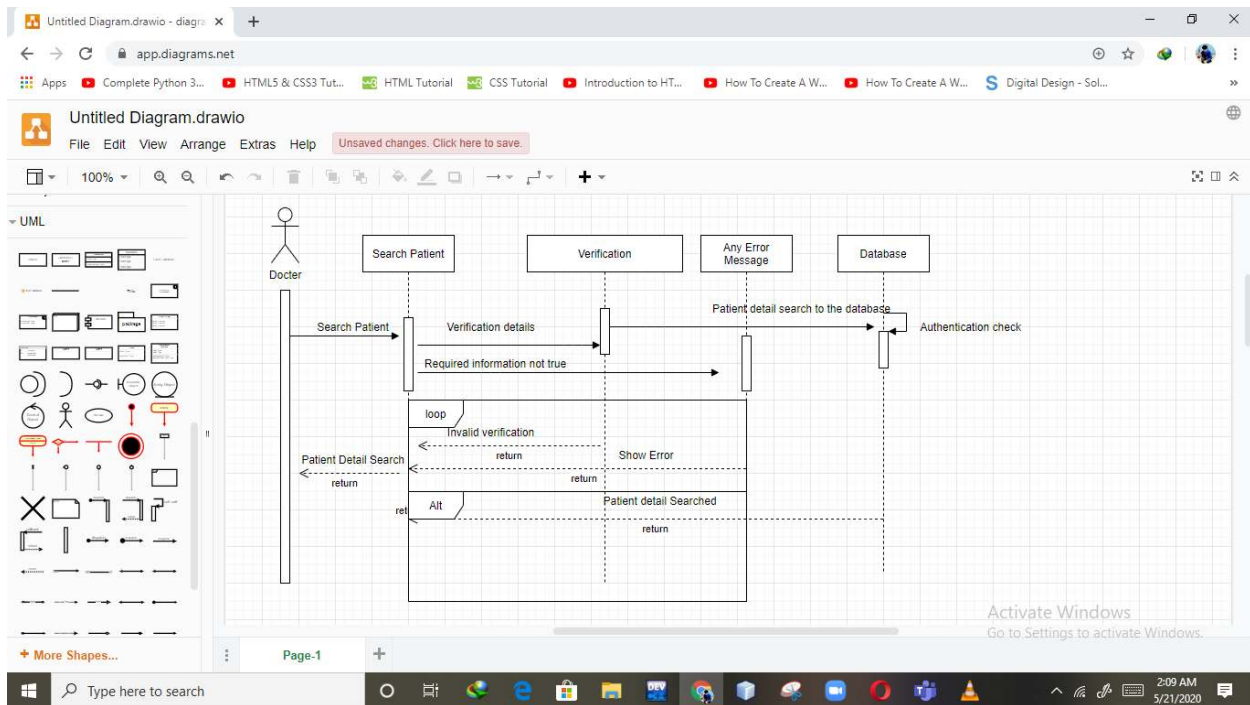 Untitled Diagram.drawio - diagra
app.diagrams.net
Apps Complete Python 3... HTML5 & CSS3 Tut... HTML Tutorial CSS Tutorial Introduction to HT... How To Create A W... How To Create A W... Digital Design - Sol...
Untitled Diagram.drawio
File Edit View Arrange Extras Help Unsaved changes. Click here to save.
100%
UML
Docter
Search Patient
Verification
Any Error
Message
Database
Patient detail search to the database
Search Patient
Verification details
Authentication check
Required information not true
loop
Invalid verification
return
Show Error
Patient Detail Search
return
return
Alt
Patient detail Searched
ret
return
package
Activate Windows
Go to Settings to activate Windows.
+ More Shapes...
Page-1
Type here to search
DEV
2:09 AM
5/21/2020